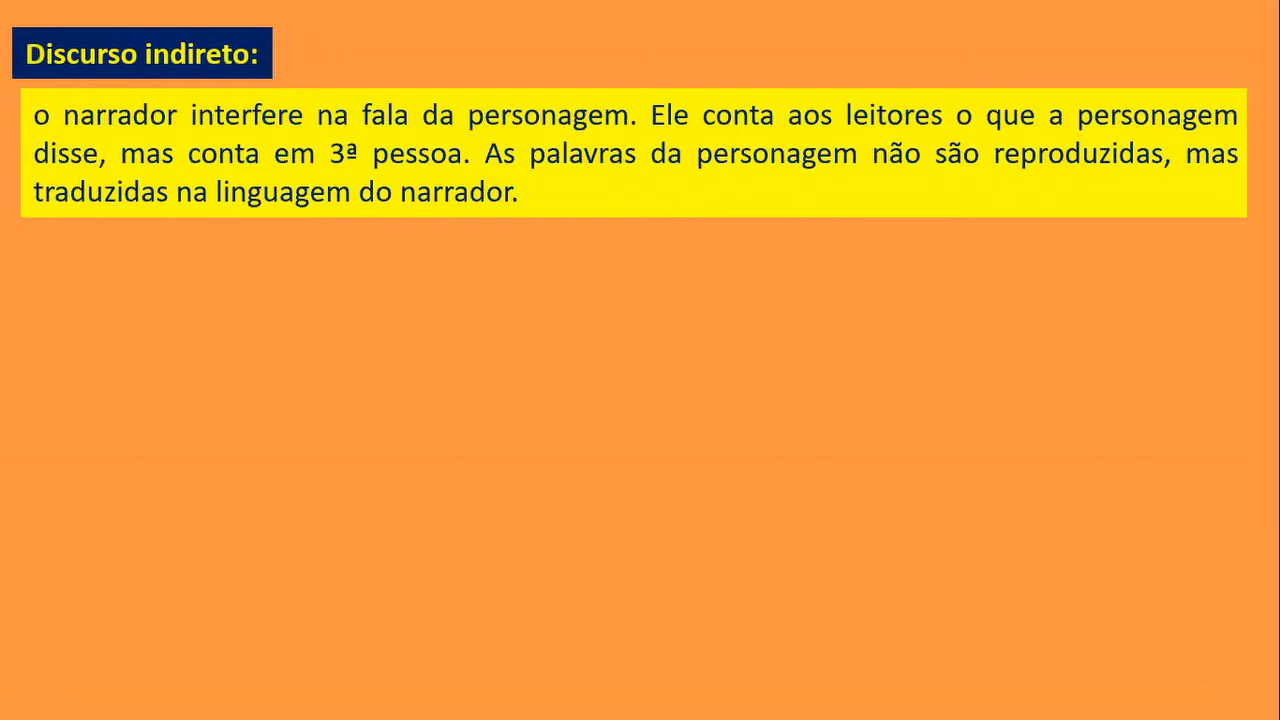 Discurso indireto:
o narrador interfere na fala da personagem. Ele conta aos leitores o que a personagem
disse, mas conta em 3ª pessoa. As palavras da personagem não são reproduzidas, mas
traduzidas na linguagem do narrador.